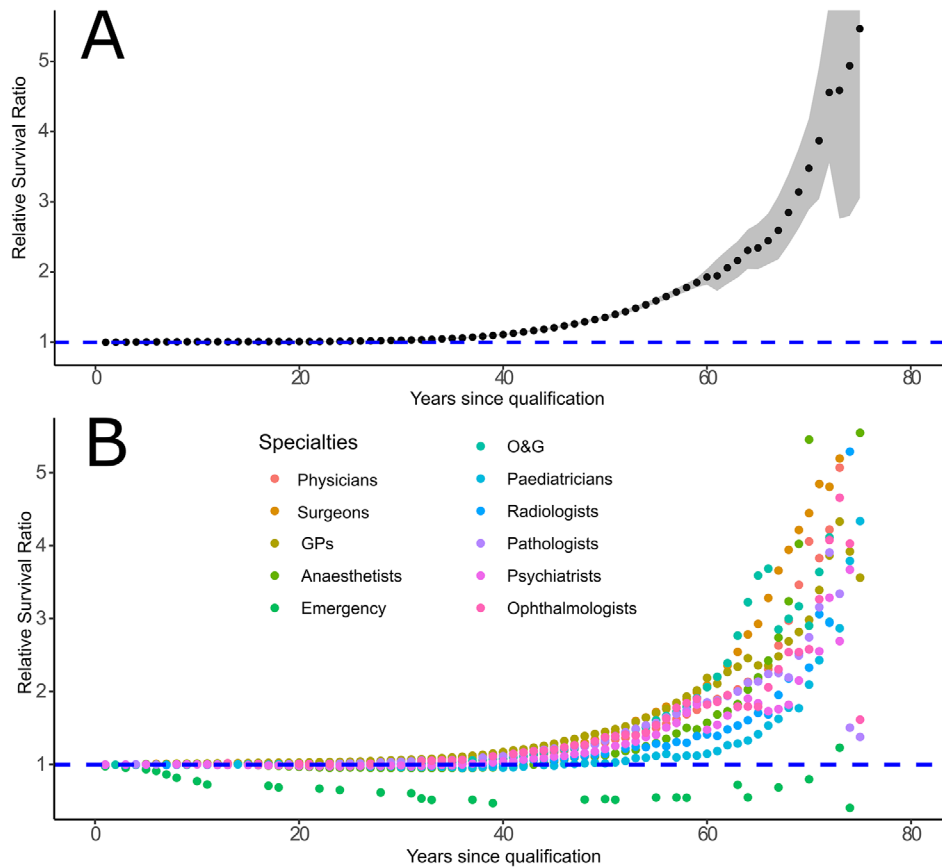 A
Relative Survival Ratio
5
4
3
2
1
0
20
40
60
80
Years since qualification
B
Relative Survival Ratio
5
4
3
2
1
Specialties
Physicians
Surgeons
GPs
Anaesthetists
Emergency
O&G
Paediatricians
Radiologists
Pathologists
Psychiatrists
Ophthalmologists
0
20
40
60
80
Years since qualification